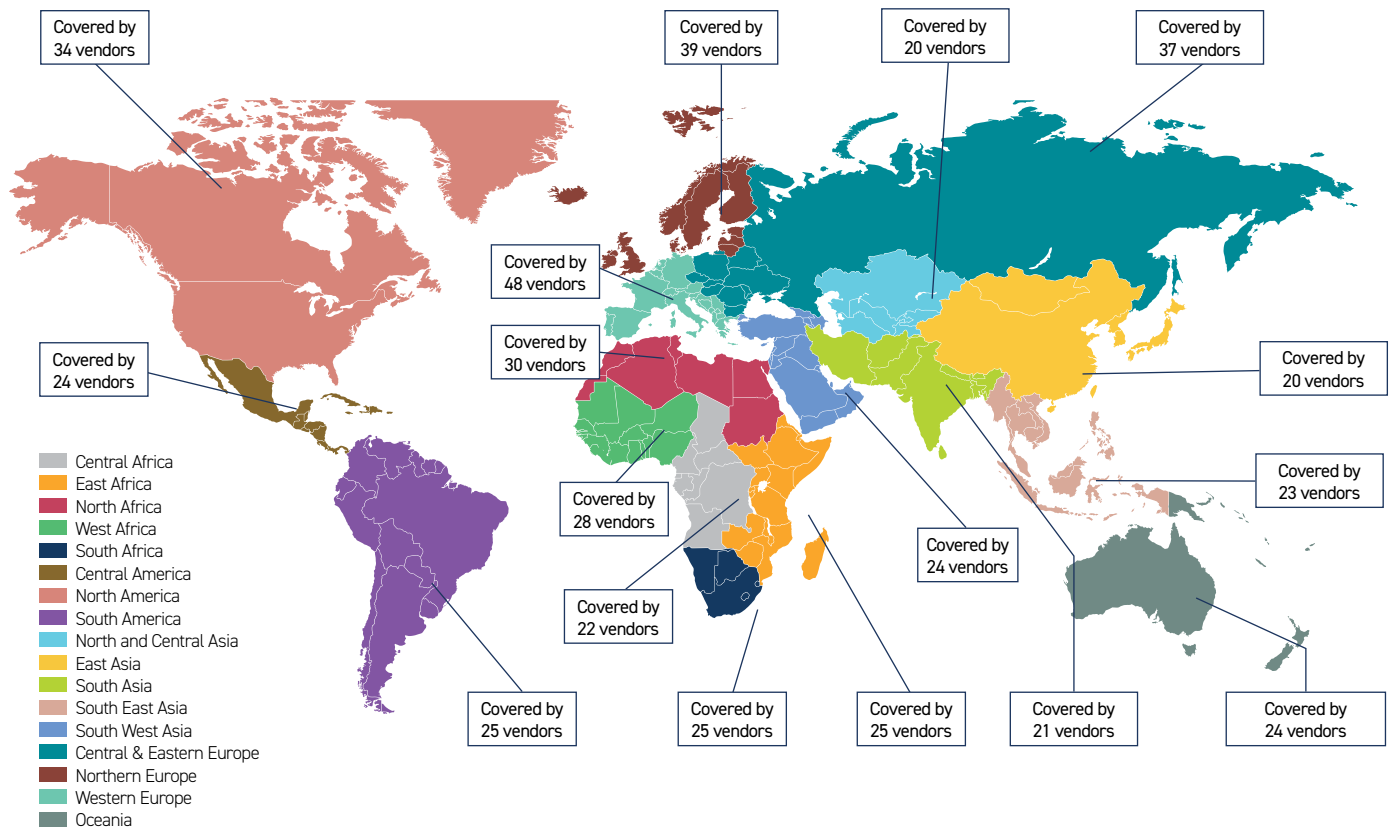 Covered by
34 vendors
Covered by
39 vendors
Covered by
20 vendors
Covered by
37 vendors
Covered by
48 vendors
Covered by
30 vendors
Covered by
24 vendors
Covered by
20 vendors
Covered by
23 vendors
Covered by
28 vendors
Covered by
24 vendors
Covered by
22 vendors
Covered by
25 vendors
Covered by
25 vendors
Covered by
25 vendors
Covered by
21 vendors
Covered by
24 vendors
Central Africa
East Africa
North Africa
West Africa
South Africa
Central America
North America
South America
North and Central Asia
East Asia
South Asia
South East Asia
South West Asia
Central & Eastern Europe
Northern Europe
Western Europe
Oceania